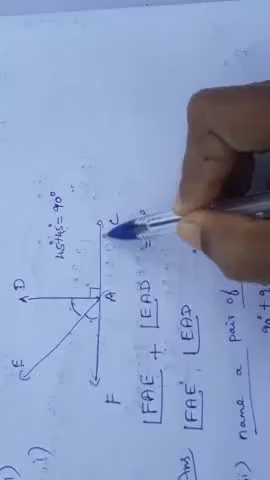 i)
45°+45°=90°
E
D
F
A
C
∠FAE + ∠EAD
=
Ans ∠FAE, ∠EAD
ii) name a pair of
90°+9